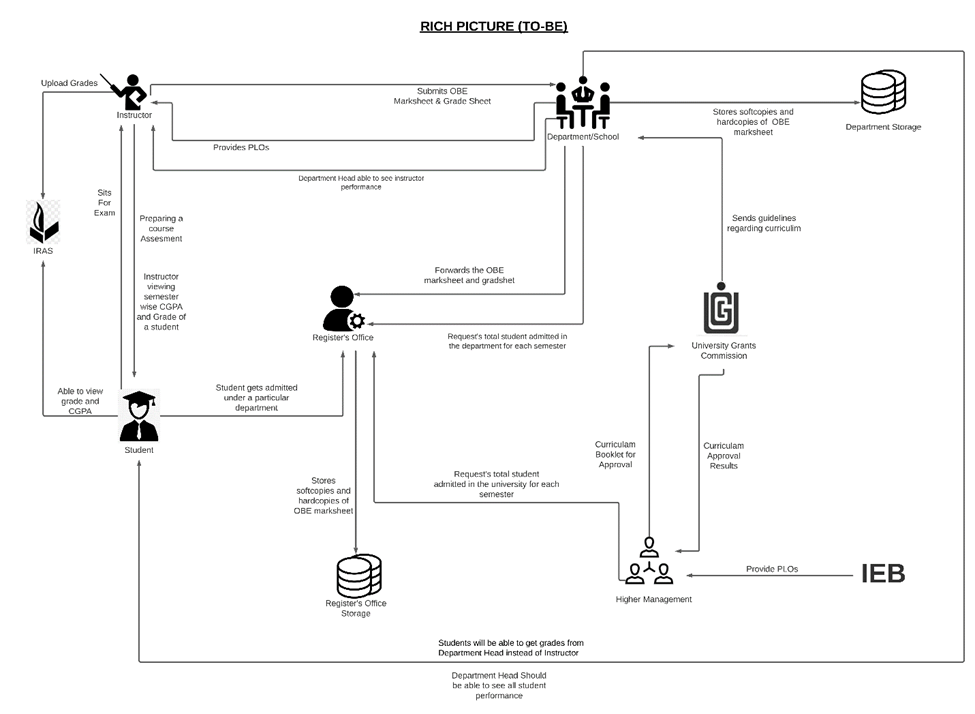 RICH PICTURE (TO-BE)
Upload Grades
Instructor
Submits OBE
Marksheet & Grade Sheet
Department/School
Stores softcopies and
hardcopies of OBE
marksheet
Department Storage
Provides PLOs
Department Head able to see instructor
performance
Sits
For
Exam
Preparing a
course
Assesment
IRAS
Sends guidelines
regarding curriculim
Instructor
viewing
semester
wise CGPA
and Grade of
a student
Forwards the OBE
marksheet and gradshet
Register's Office
Request's total student admitted in
the department for each semester
UGC
University Grants
Commission
Able to view
grade and
CGPA
Student gets admitted
under a particular
department
Student
Curriculam
Booklet for
Approval
Curriculam
Approval
Results
Stores
softcopies and
hardcopies of
OBE marksheet
Request's total student
admitted in the university for each
semester
Register's Office
Storage
Higher Management
Provide PLOs
IEB
Students will be able to get grades from
Department Head instead of Instructor
Department Head Should
be able to see all student
performance